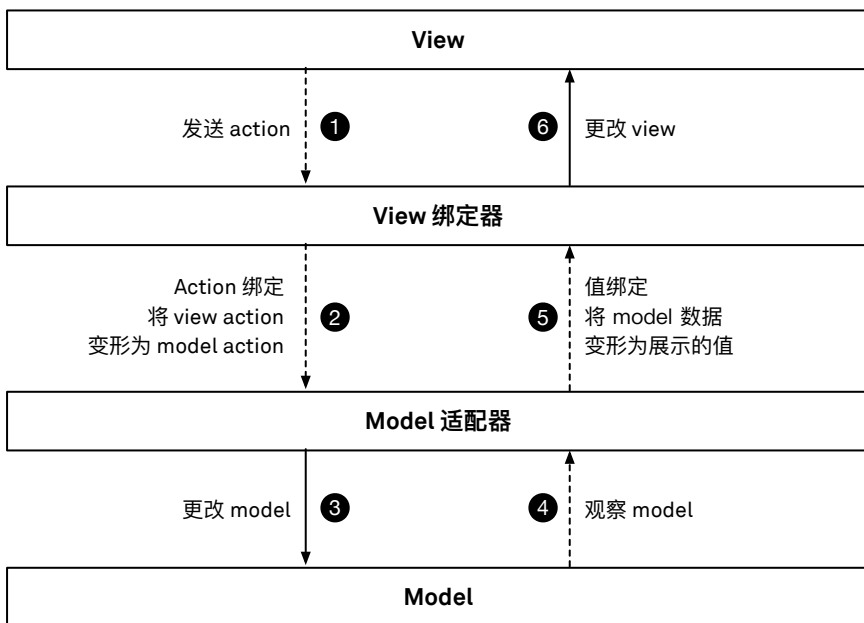 View
发送 action
1
6
更改 view
View 绑定器
Action 绑定
将 view action
变形为 model action
2
5
值绑定
将 model 数据
变形为展示的值
Model 适配器
更改 model
3
4
观察 model
Model